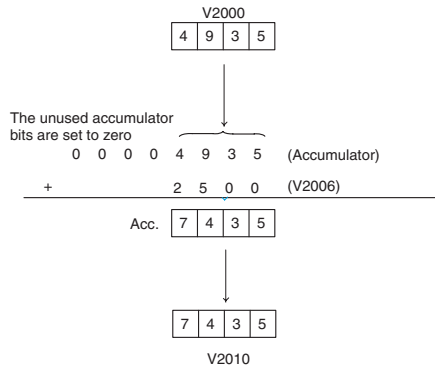 V2000
4 9 3 5
The unused accumulator
bits are set to zero
0 0 0 0 4 9 3 5 (Accumulator)
+ 2 5 0 0 (V2006)
Acc. 7 4 3 5
7 4 3 5
V2010